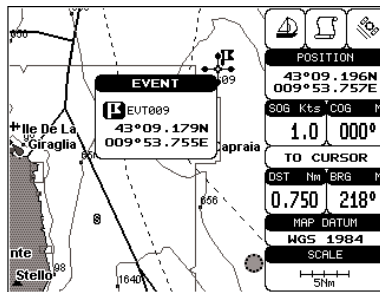 600
09
EVENT
EVT009
43°09.179N
009°53.755E
Ile De La
Giraglia
apraia
656
nte
Stello
98
1640
POSITION
43°09.196N
009°53.757E
SOG Kts COG M
1.0 000°
TO CURSOR
DST Nm BRG M
0.750 218°
MAP DATUM
WGS 1984
SCALE
5Nm